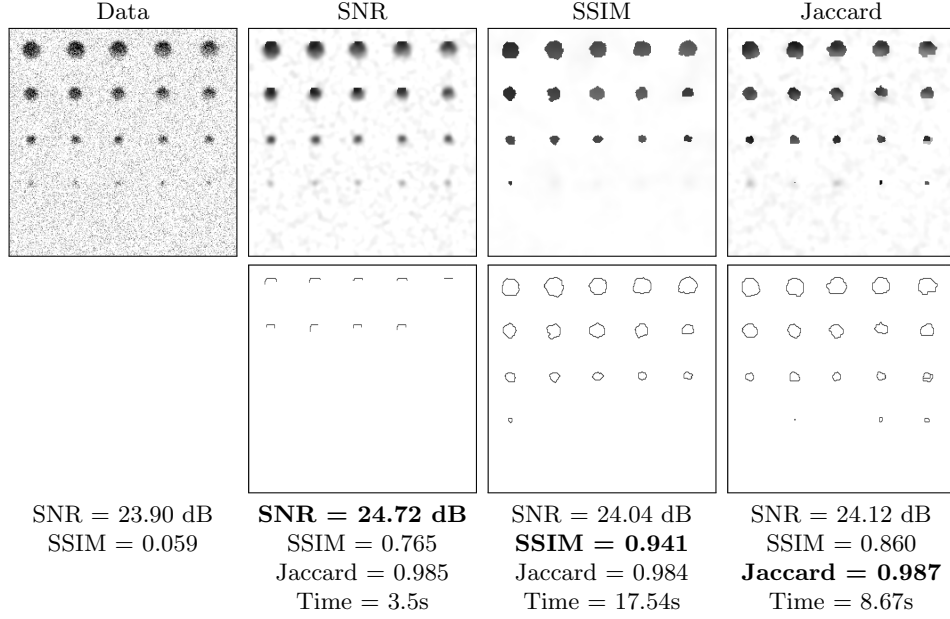 Data
SNR
SSIM
Jaccard
SNR = 23.90 dB
SSIM = 0.059
SNR = 24.72 dB
SSIM = 0.765
Jaccard = 0.985
Time = 3.5s
SNR = 24.04 dB
SSIM = 0.941
Jaccard = 0.984
Time = 17.54s
SNR = 24.12 dB
SSIM = 0.860
Jaccard = 0.987
Time = 8.67s